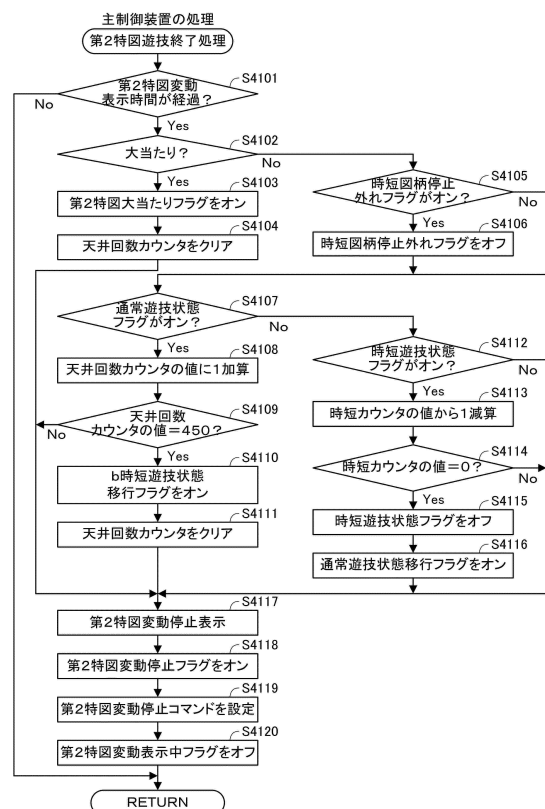 主制御装置の処理
第2特図遊技終了処理
S4101
第2特図変動
表示時間が経過?
No
Yes
S4102
大当たり?
No
Yes
S4103
第2特図大当たりフラグをオン
S4104
天井回数カウンタをクリア
S4105
時短図柄停止
外れフラグがオン?
No
Yes
S4106
時短図柄停止外れフラグをオフ
S4107
通常遊技状態
フラグがオン?
No
Yes
S4108
天井回数カウンタの値に1加算
S4109
天井回数
カウンタの値=450?
No
Yes
S4110
b時短遊技状態
移行フラグをオン
S4111
天井回数カウンタをクリア
S4112
時短遊技状態
フラグがオン?
No
Yes
S4113
時短カウンタの値から1減算
S4114
時短カウンタの値=0?
No
Yes
S4115
時短遊技状態フラグをオフ
S4116
通常遊技状態移行フラグをオン
S4117
第2特図変動停止表示
S4118
第2特図変動停止フラグをオン
S4119
第2特図変動停止コマンドを設定
S4120
第2特図変動表示中フラグをオフ
RETURN